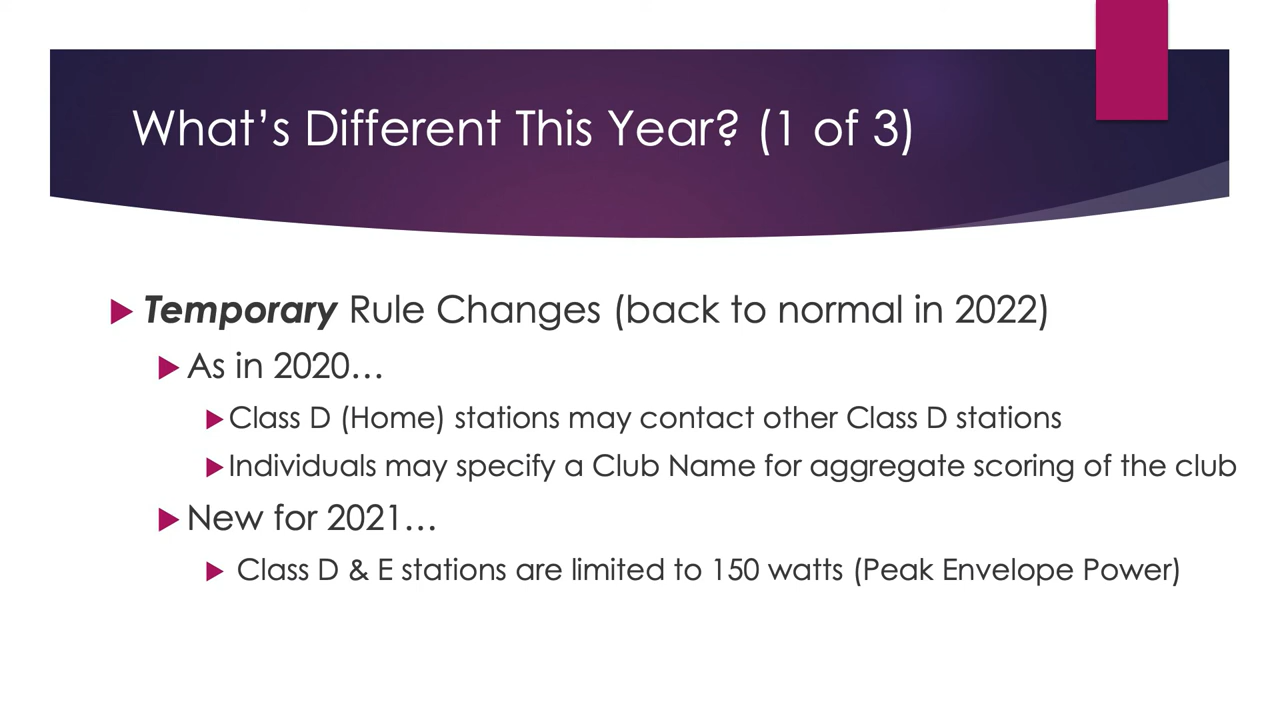 What’s Different This Year? (1 of 3)
Temporary Rule Changes (back to normal in 2022)
As in 2020…
Class D (Home) stations may contact other Class D stations
Individuals may specify a Club Name for aggregate scoring of the club
New for 2021…
Class D & E stations are limited to 150 watts (Peak Envelope Power)